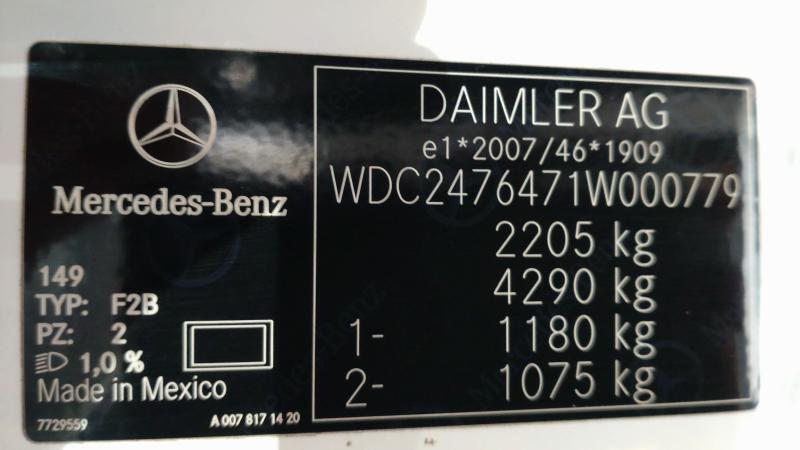 Mercedes-Benz
149
TYP: F2B
PZ: 2
1,0 %
Made in Mexico
7729559 A 007 817 14 20
DAIMLER AG
e1*2007/46*1909
WDC2476471W000779
2205 kg
4290 kg
1- 1180 kg
2- 1075 kg